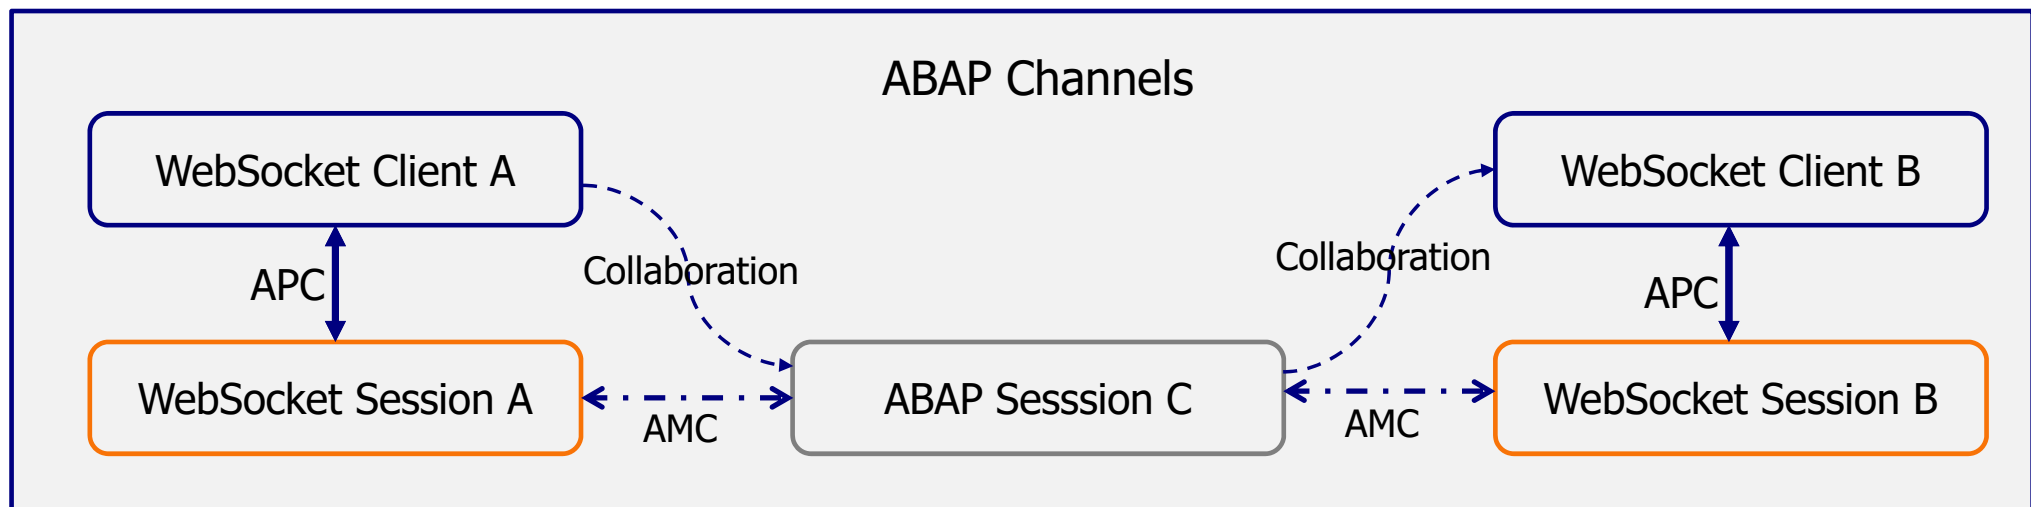 ABAP Channels
WebSocket Client A
WebSocket Client B
Collaboration
Collaboration
APC
APC
WebSocket Session A
ABAP Sesssion C
WebSocket Session B
AMC
AMC